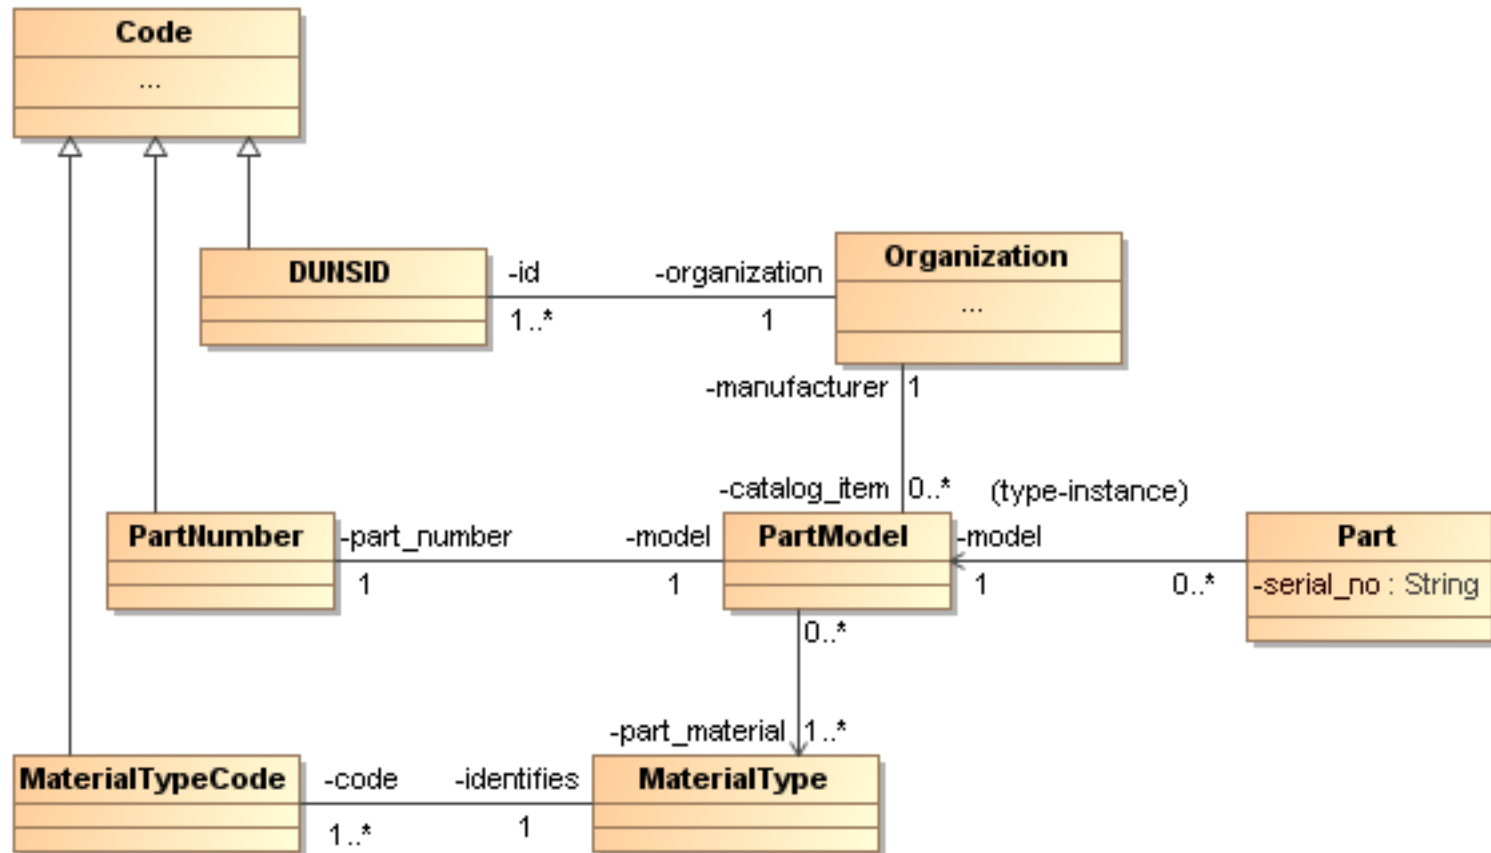 Code
...
DUNSID
-id
-organization
1..*
1
Organization
...
-manufacturer
1
-catalog_item
0..*
(type-instance)
PartNumber
-part_number
-model
1
1
PartModel
-model
1
0..*
Part
-serial_no : String
0..*
-part_material
1..*
MaterialTypeCode
-code
-identifies
1..*
1
MaterialType